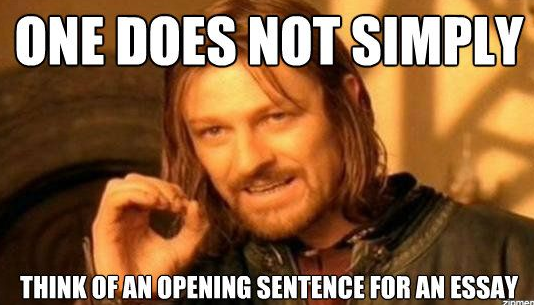 ONE DOES NOT SIMPLY
THINK OF AN OPENING SENTENCE FOR AN ESSAY